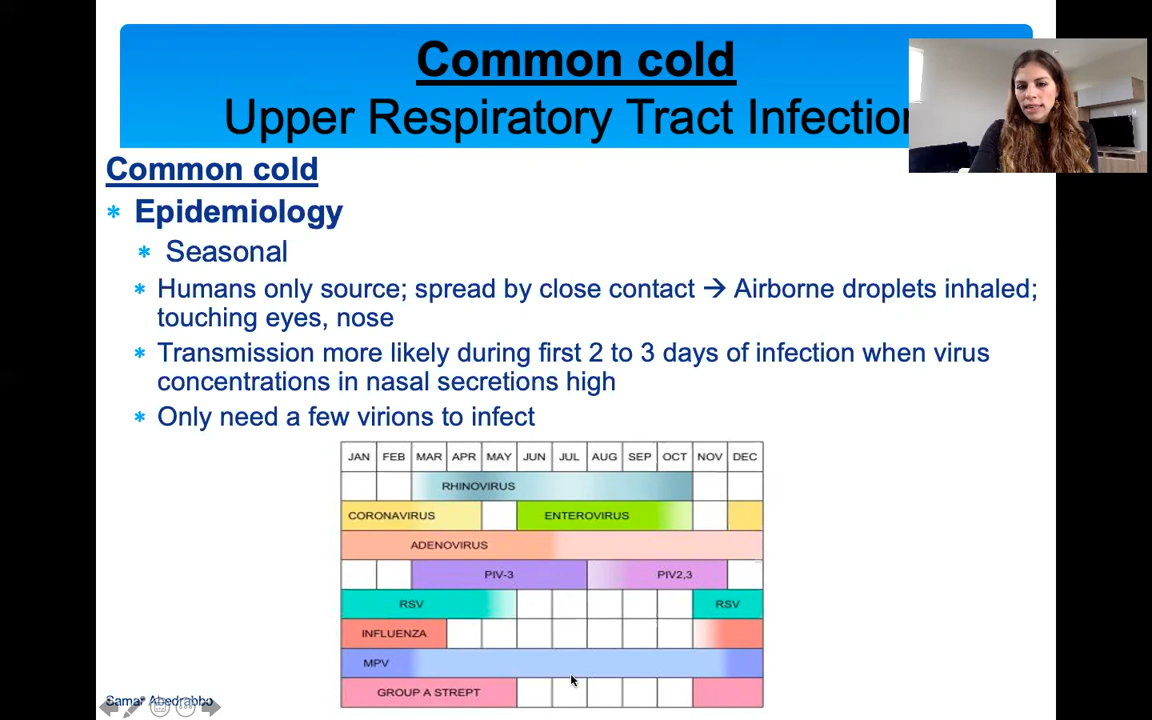 Common cold
Upper Respiratory Tract Infection
Common cold
* Epidemiology
* Seasonal
* Humans only source; spread by close contact → Airborne droplets inhaled;
touching eyes, nose
* Transmission more likely during first 2 to 3 days of infection when virus
concentrations in nasal secretions high
* Only need a few virions to infect
JAN FEB MAR APR MAY JUN JUL AUG SEP OCT NOV DEC
RHINOVIRUS
CORONAVIRUS ENTEROVIRUS
ADENOVIRUS
PIV-3 PIV2,3
RSV RSV
INFLUENZA
MPV
GROUP A STREPT
Samar Abedrabbo